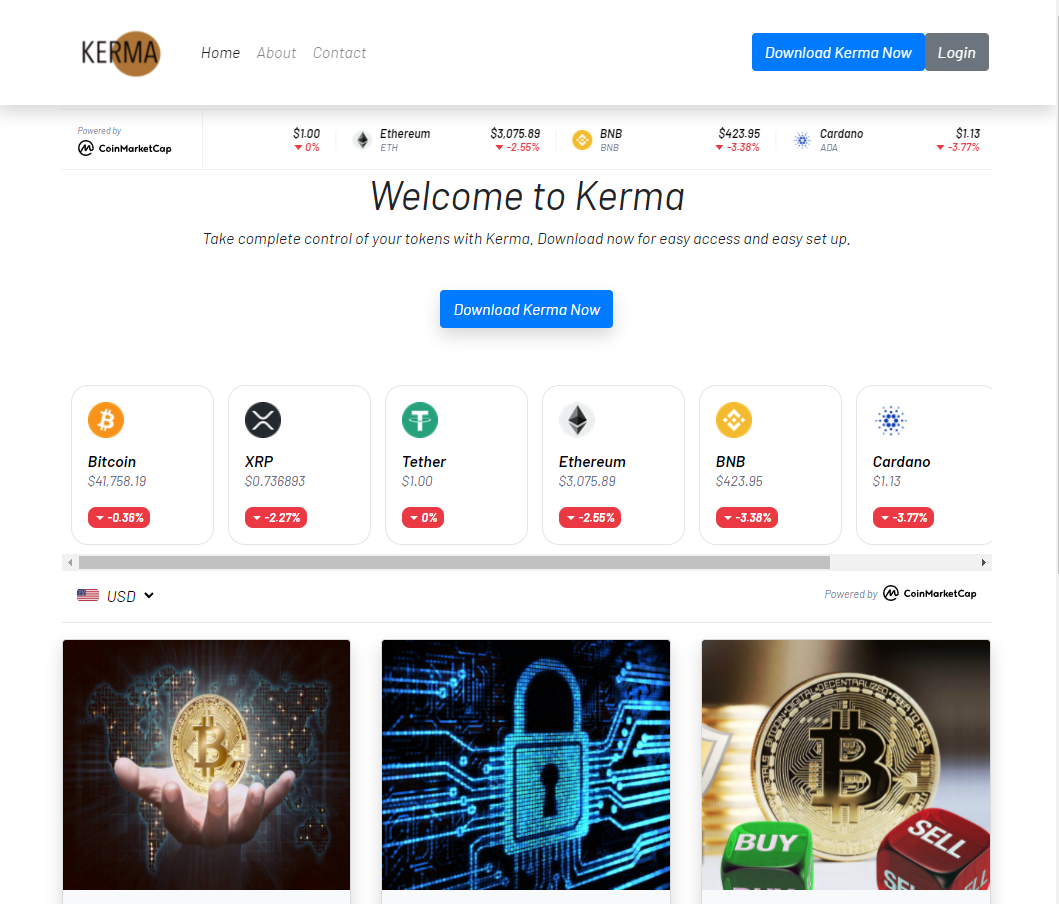 KERMA
Home About Contact
Download Kerma Now
Login
Powered by
CoinMarketCap
$1.00
0%
Ethereum
ETH
$3,075.89
-2.55%
BNB
BNB
$423.95
-3.38%
Cardano
ADA
$1.13
-3.77%
Welcome to Kerma
Take complete control of your tokens with Kerma. Download now for easy access and easy set up.
Download Kerma Now
Bitcoin
$41,758.19
-0.36%
XRP
$0.736893
-2.27%
Tether
$1.00
0%
Ethereum
$3,075.89
-2.55%
BNB
$423.95
-3.38%
Cardano
$1.13
-3.77%
USD
Powered by CoinMarketCap
BUY
SELL